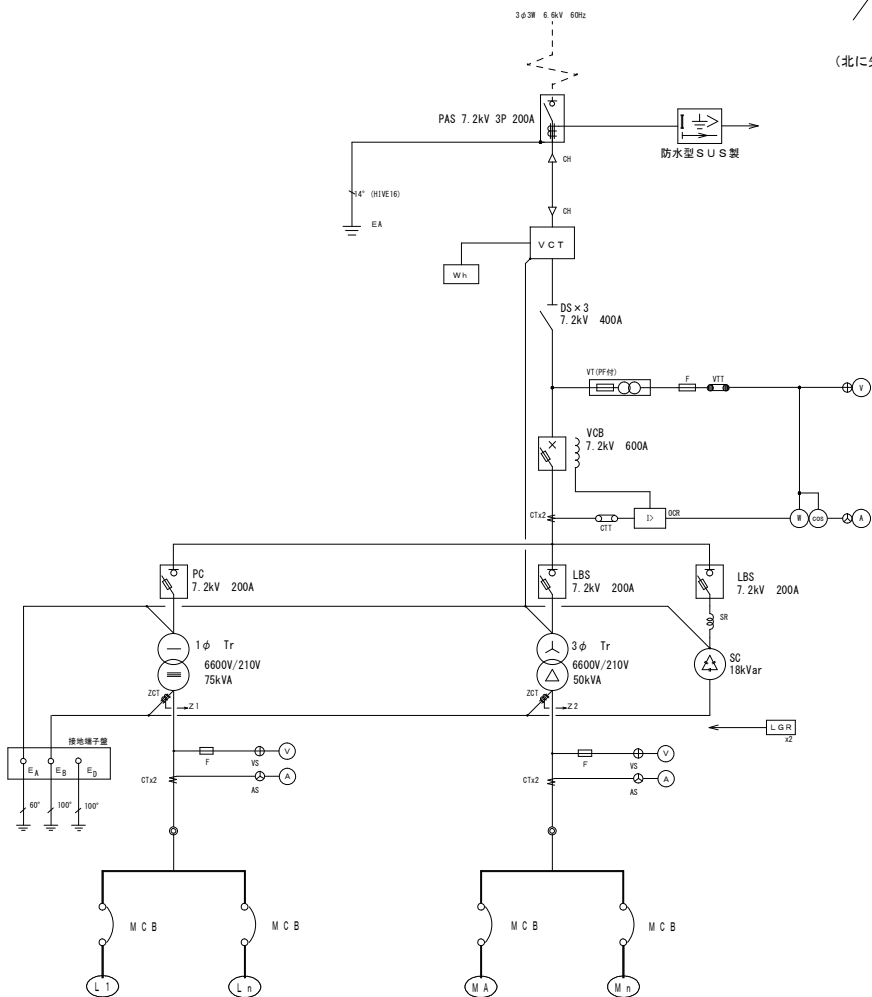 3φ3W 6.6kV 60Hz
(北に
PAS 7.2kV 3P 200A
I >
防水型SUS製
CH
14° (HIVE16)
EA
CH
VCT
Wh
DS×3
7.2kV 400A
VT(PF付)
F
VTT
V
VCB
7.2kV 600A
CTx2
CTT
I>
OCR
W
cos
A
PC
7.2kV 200A
LBS
7.2kV 200A
LBS
7.2kV 200A
SR
1φ Tr
6600V/210V
75kVA
3φ Tr
6600V/210V
50kVA
SC
18kVar
ZCT
Z1
ZCT
Z2
LGR
x2
接地端子盤
EA
EB
ED
60°
100°
100°
F
VS
V
CTx2
AS
A
F
VS
V
CTx2
AS
A
MCB
MCB
MCB
MCB
L1
Ln
MA
Mn